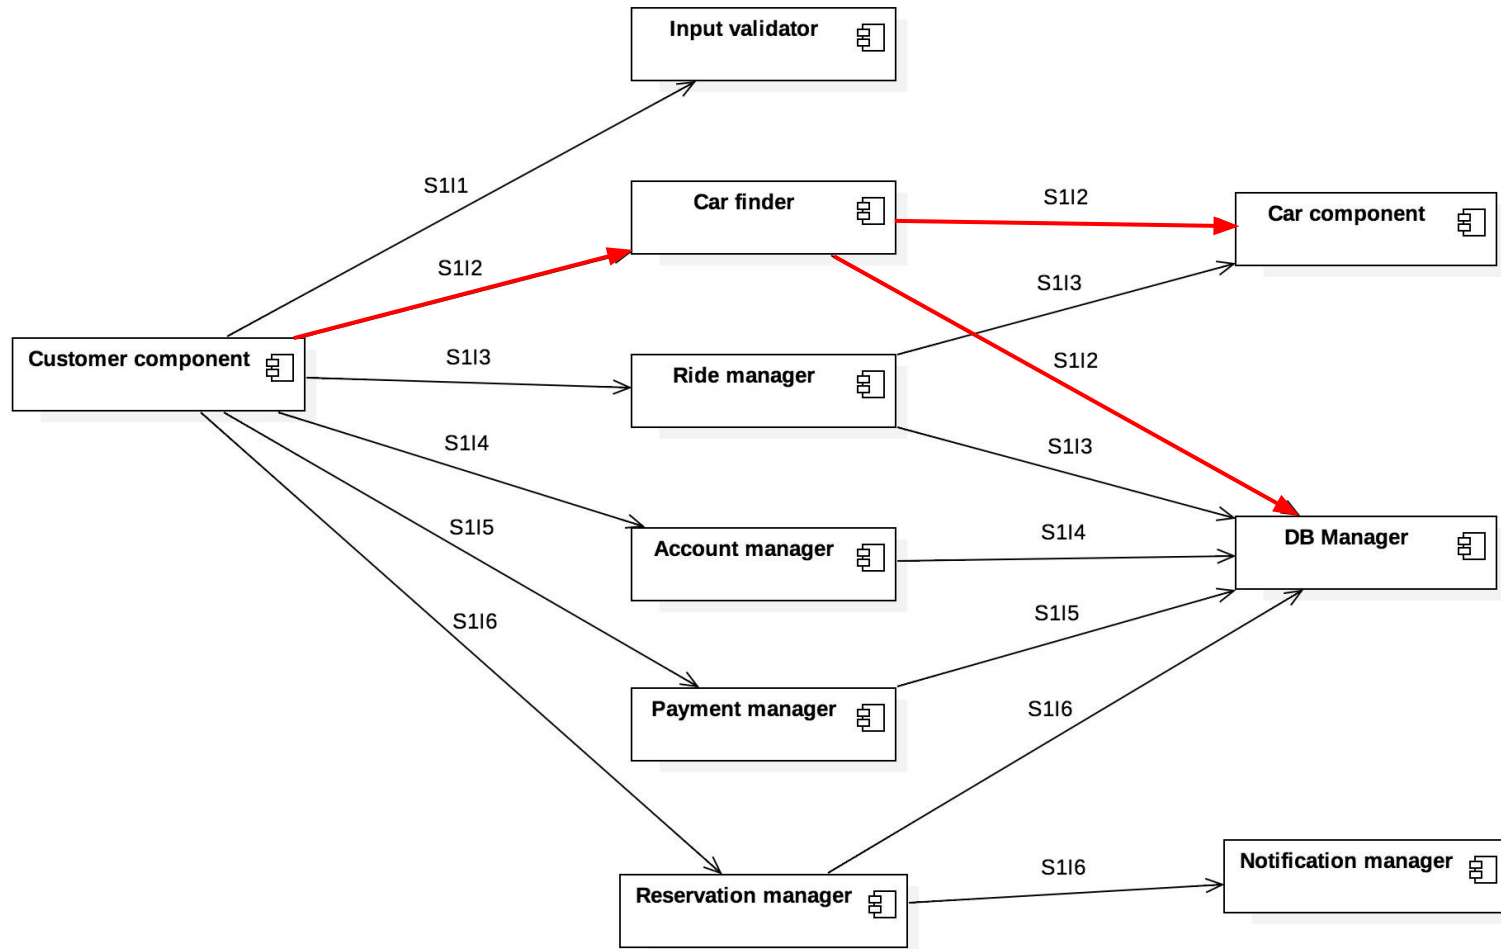 Input validator
S1I1
Car finder
S1I2
Car component
S1I2
S1I3
Customer component
S1I3
Ride manager
S1I2
S1I4
S1I3
S1I5
Account manager
S1I4
DB Manager
S1I6
S1I5
Payment manager
S1I6
Reservation manager
S1I6
Notification manager